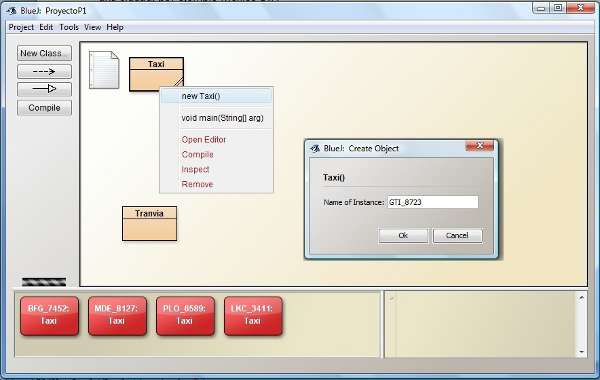 BlueJ: ProyectoP1
Project Edit Tools View Help
New Class...
Compile
Taxi
new Taxi()
void main(String[] arg)
Open Editor
Compile
Inspect
Remove
Tranvia
BlueJ: Create Object
Taxi()
Name of Instance: GTI_8723
Ok Cancel
BFG_7452:
Taxi
MDE_8127:
Taxi
PLO_6589:
Taxi
LKC_3411:
Taxi